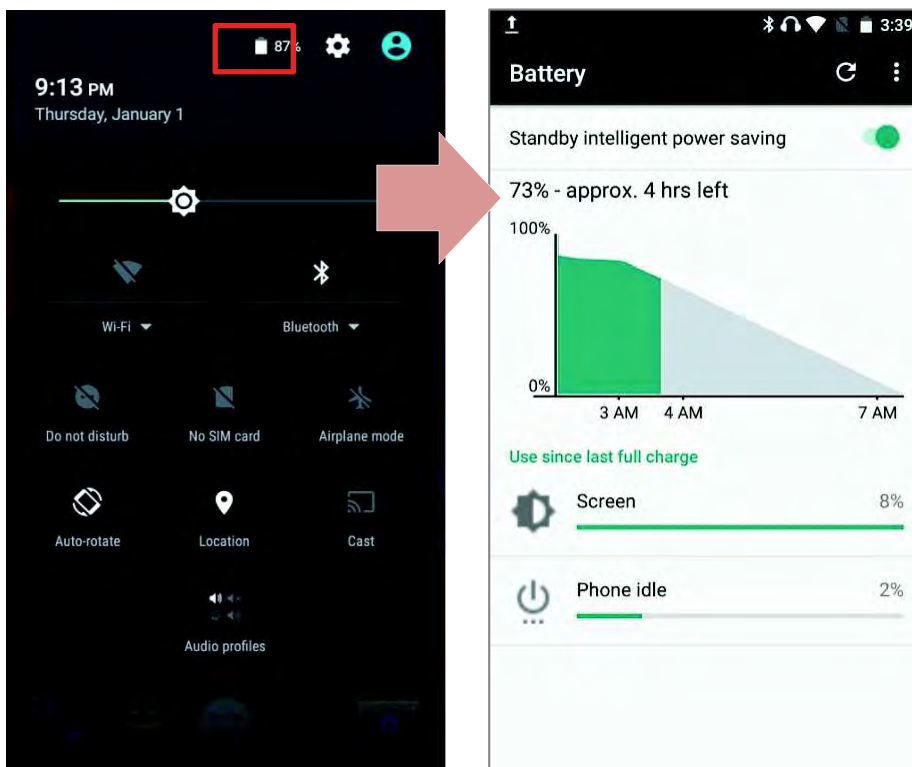 87%
9:13 PM
Thursday, January 1
Wi-Fi
Bluetooth
Do not disturb
No SIM card
Airplane mode
Auto-rotate
Location
Cast
Audio profiles
3:39
Battery
Standby intelligent power saving
73% - approx. 4 hrs left
100%
0%
3 AM
4 AM
7 AM
Use since last full charge
Screen
8%
Phone idle
2%